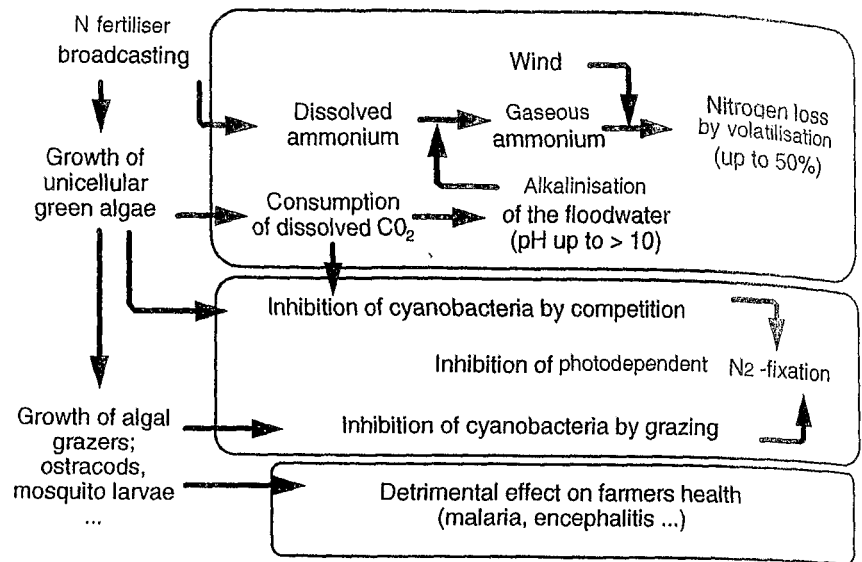 N fertiliser
broadcasting
Wind
Dissolved
ammonium
Gaseous
ammonium
Nitrogen loss
by volatilisation
(up to 50%)
Growth of
unicellular
green algae
Consumption
of dissolved CO2
Alkalinisation
of the floodwater
(pH up to > 10)
Inhibition of cyanobacteria by competition
Inhibition of photodependent N2 -fixation
Growth of algal
grazers;
ostracods,
mosquito larvae
...
Inhibition of cyanobacteria by grazing
Detrimental effect on farmers health
(malaria, encephalitis ...)